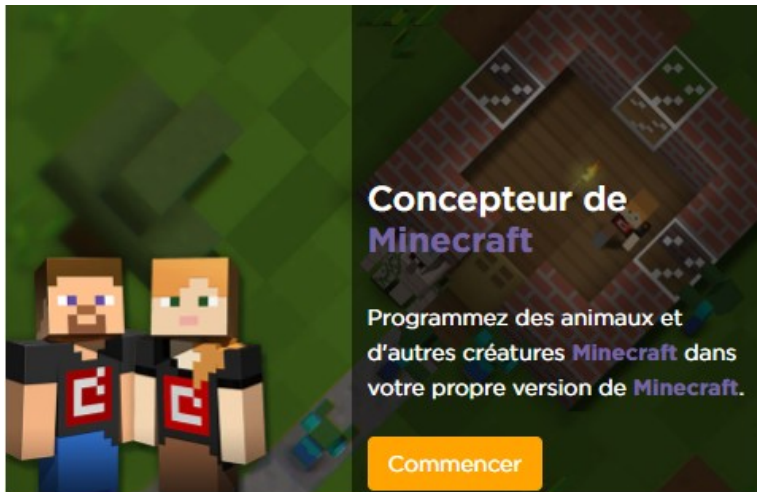 Concepteur de
Minecraft
Programmez des animaux et
d'autres créatures Minecraft dans
votre propre version de Minecraft.
Commencer